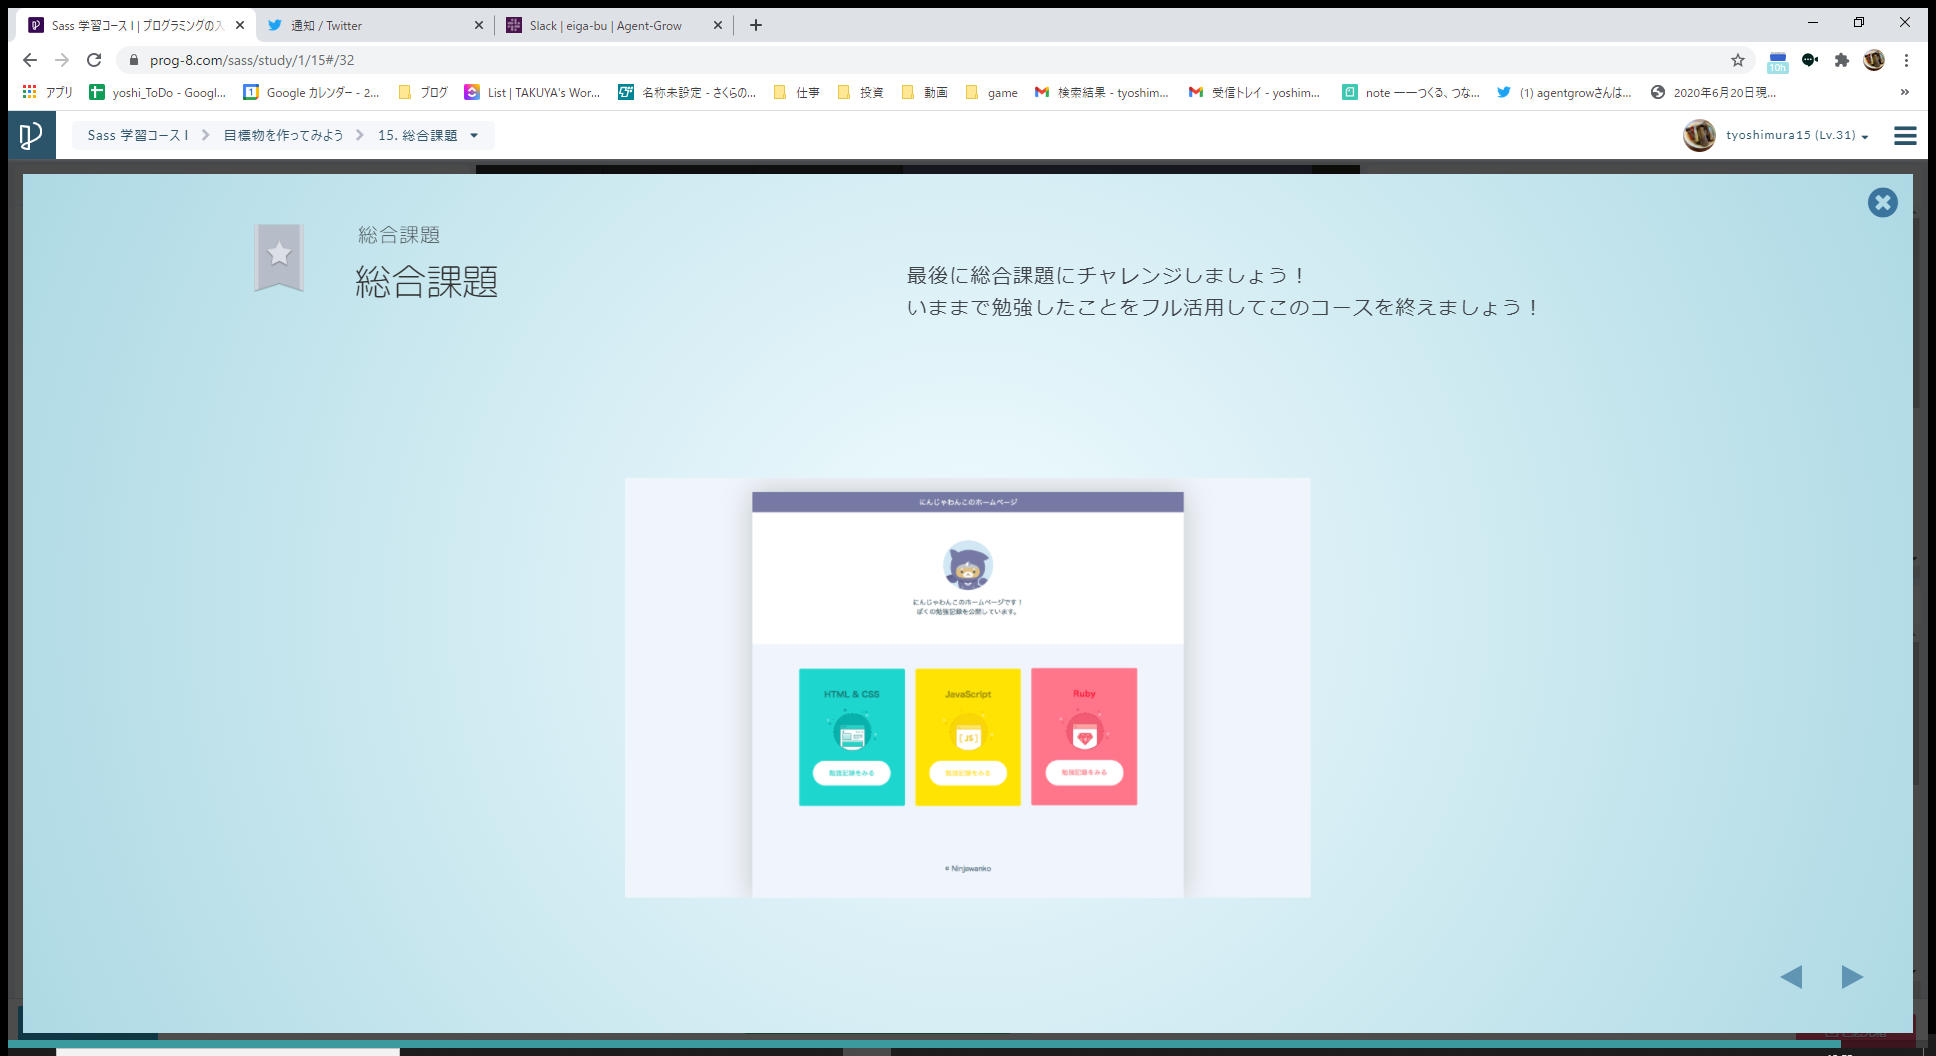 Sass 学習コース I | プログラミングの入
通知 / Twitter
Slack | eiga-bu | Agent-Grow
prog-8.com/sass/study/1/15#/32
10h
アプリ
yoshi_ToDo - Googl...
Google カレンダー - 2...
ブログ
List | TAKUYA's Wor...
名称未設定 - さくらの...
仕事
投資
動画
game
検索結果 - tyoshim...
受信トレイ - yoshim...
note ーーつくる、つな...
(1) agentgrowさんは...
2020年6月20日現...
»
Sass 学習コース I
目標物を作ってみよう
15. 総合課題
tyoshimura15 (Lv.31)
総合課題
総合課題
最後に総合課題にチャレンジしましょう！
いままで勉強したことをフル活用してこのコースを終えましょう！
にんじゃわんこのホームページ
にんじゃわんこのホームページです！
ぼくの勉強記録を公開しています。
HTML & CSS
JavaScript
Ruby
[JS]
勉強記録をみる
勉強記録をみる
勉強記録をみる
© Ninjawanko